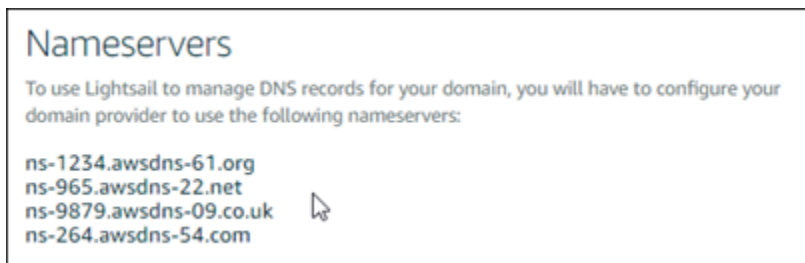 Nameservers
To use Lightsail to manage DNS records for your domain, you will have to configure your
domain provider to use the following nameservers:
ns-1234.awsdns-61.org
ns-965.awsdns-22.net
ns-9879.awsdns-09.co.uk
ns-264.awsdns-54.com